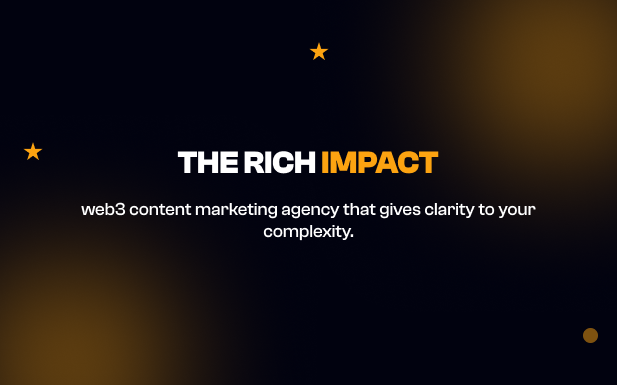 THE RICH IMPACT
web3 content marketing agency that gives clarity to your
complexity.